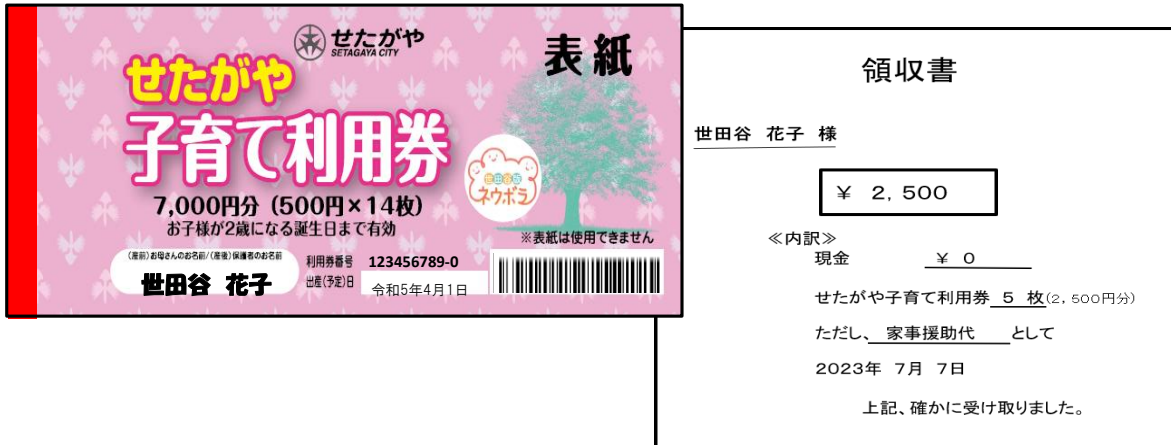 せたがや
SETAGAYA CITY
表紙
せたがや
子育て利用券
世田谷版
ネウボラ
7,000円分（500円×14枚）
お子様が2歳になる誕生日まで有効
※表紙は使用できません
（産前）お母さんのお名前/（産後）保護者のお名前
世田谷 花子
利用券番号 123456789-0
出産（予定）日 令和5年4月1日
領収書
世田谷 花子 様
￥ 2,500
≪内訳≫
現金 ￥ 0
せたがや子育て利用券 5 枚(2,500円分)
ただし、 家事援助代 として
2023年 7月 7日
上記、確かに受け取りました。